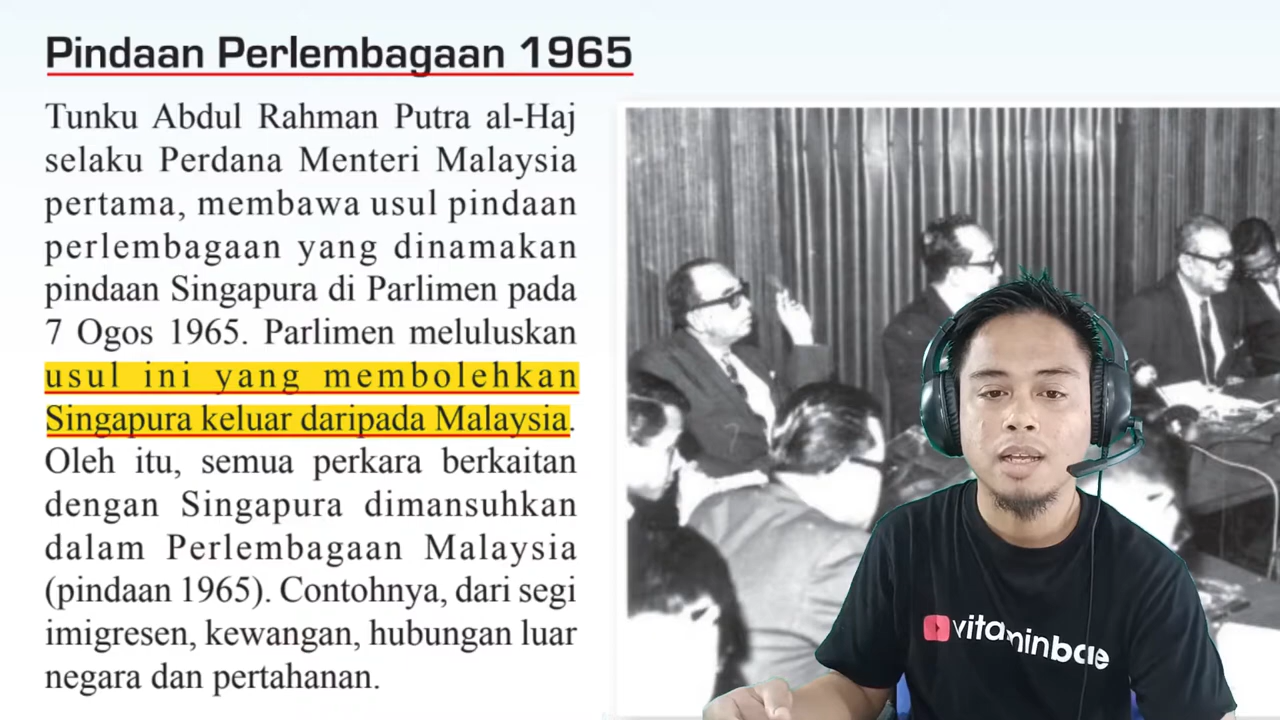 Pindaan Perlembagaan 1965
Tunku Abdul Rahman Putra al-Haj
selaku Perdana Menteri Malaysia
pertama, membawa usul pindaan
perlembagaan yang dinamakan
pindaan Singapura di Parlimen pada
7 Ogos 1965. Parlimen meluluskan
usul ini yang membolehkan
Singapura keluar daripada Malaysia.
Oleh itu, semua perkara berkaitan
dengan Singapura dimansuhkan
dalam Perlembagaan Malaysia
(pindaan 1965). Contohnya, dari segi
imigresen, kewangan, hubungan luar
negara dan pertahanan.
vitaminbae